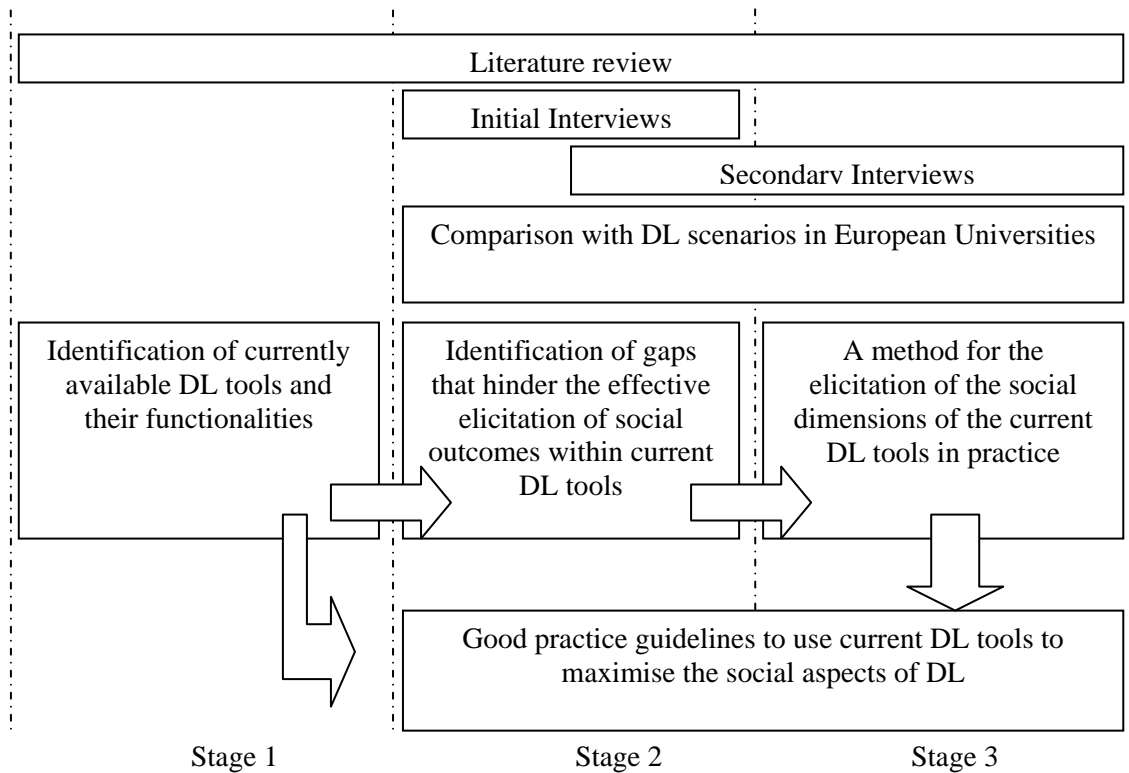 Literature review
Initial Interviews
Secondary Interviews
Comparison with DL scenarios in European Universities
Identification of currently
available DL tools and
their functionalities
Identification of gaps
that hinder the effective
elicitation of social
outcomes within current
DL tools
A method for the
elicitation of the social
dimensions of the current
DL tools in practice
Good practice guidelines to use current DL tools to
maximise the social aspects of DL
Stage 1
Stage 2
Stage 3